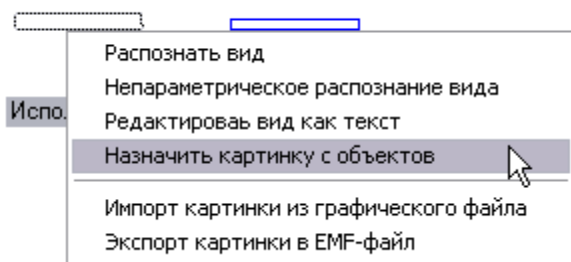 Распознать вид
Непараметрическое распознание вида
Испо.
Редактироваь вид как текст
Назначить картинку с объектов
Импорт картинки из графического файла
Экспорт картинки в EMF-файл